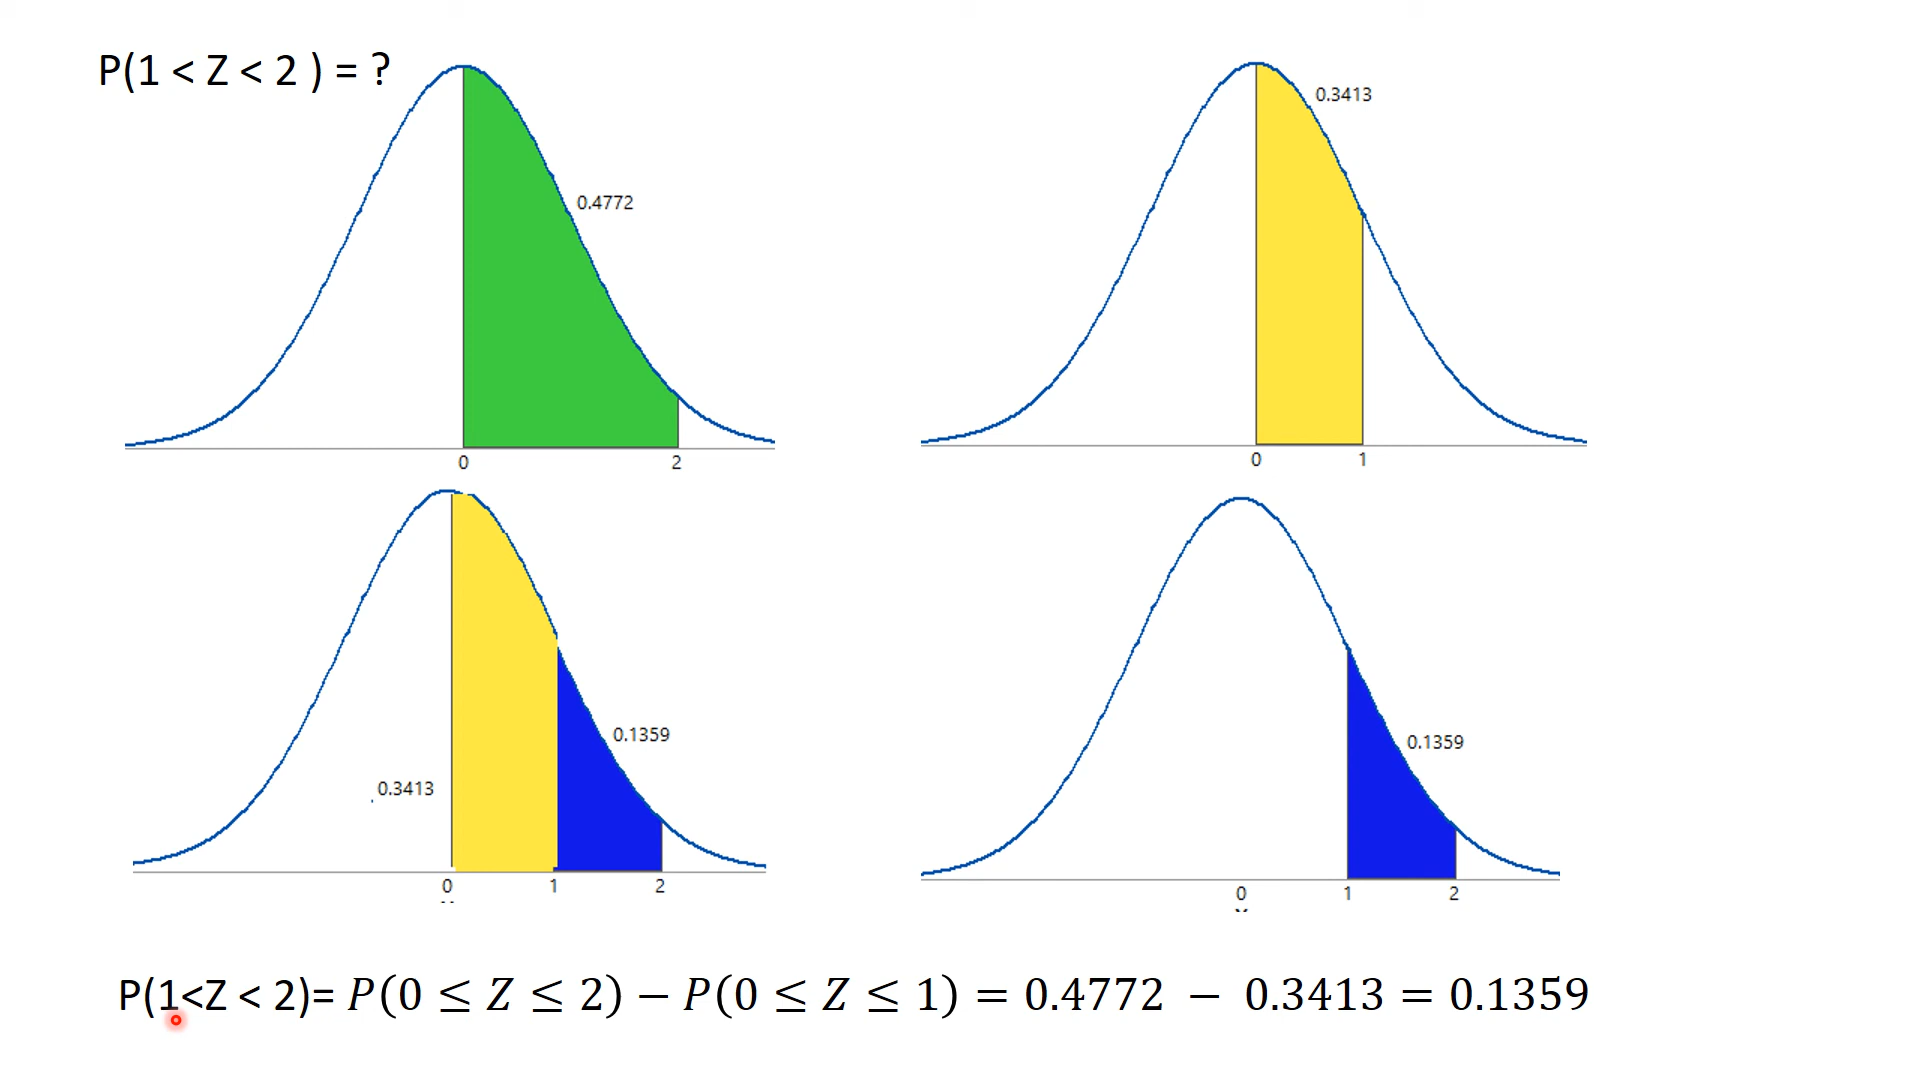 P(1 < Z < 2 ) = ?
0.4772
0 2
0.3413
0 1
0.1359
0.3413
0 1 2
0.1359
0 1 2
P(1<Z < 2)= P(0 ≤ Z ≤ 2) − P(0 ≤ Z ≤ 1) = 0.4772 − 0.3413 = 0.1359